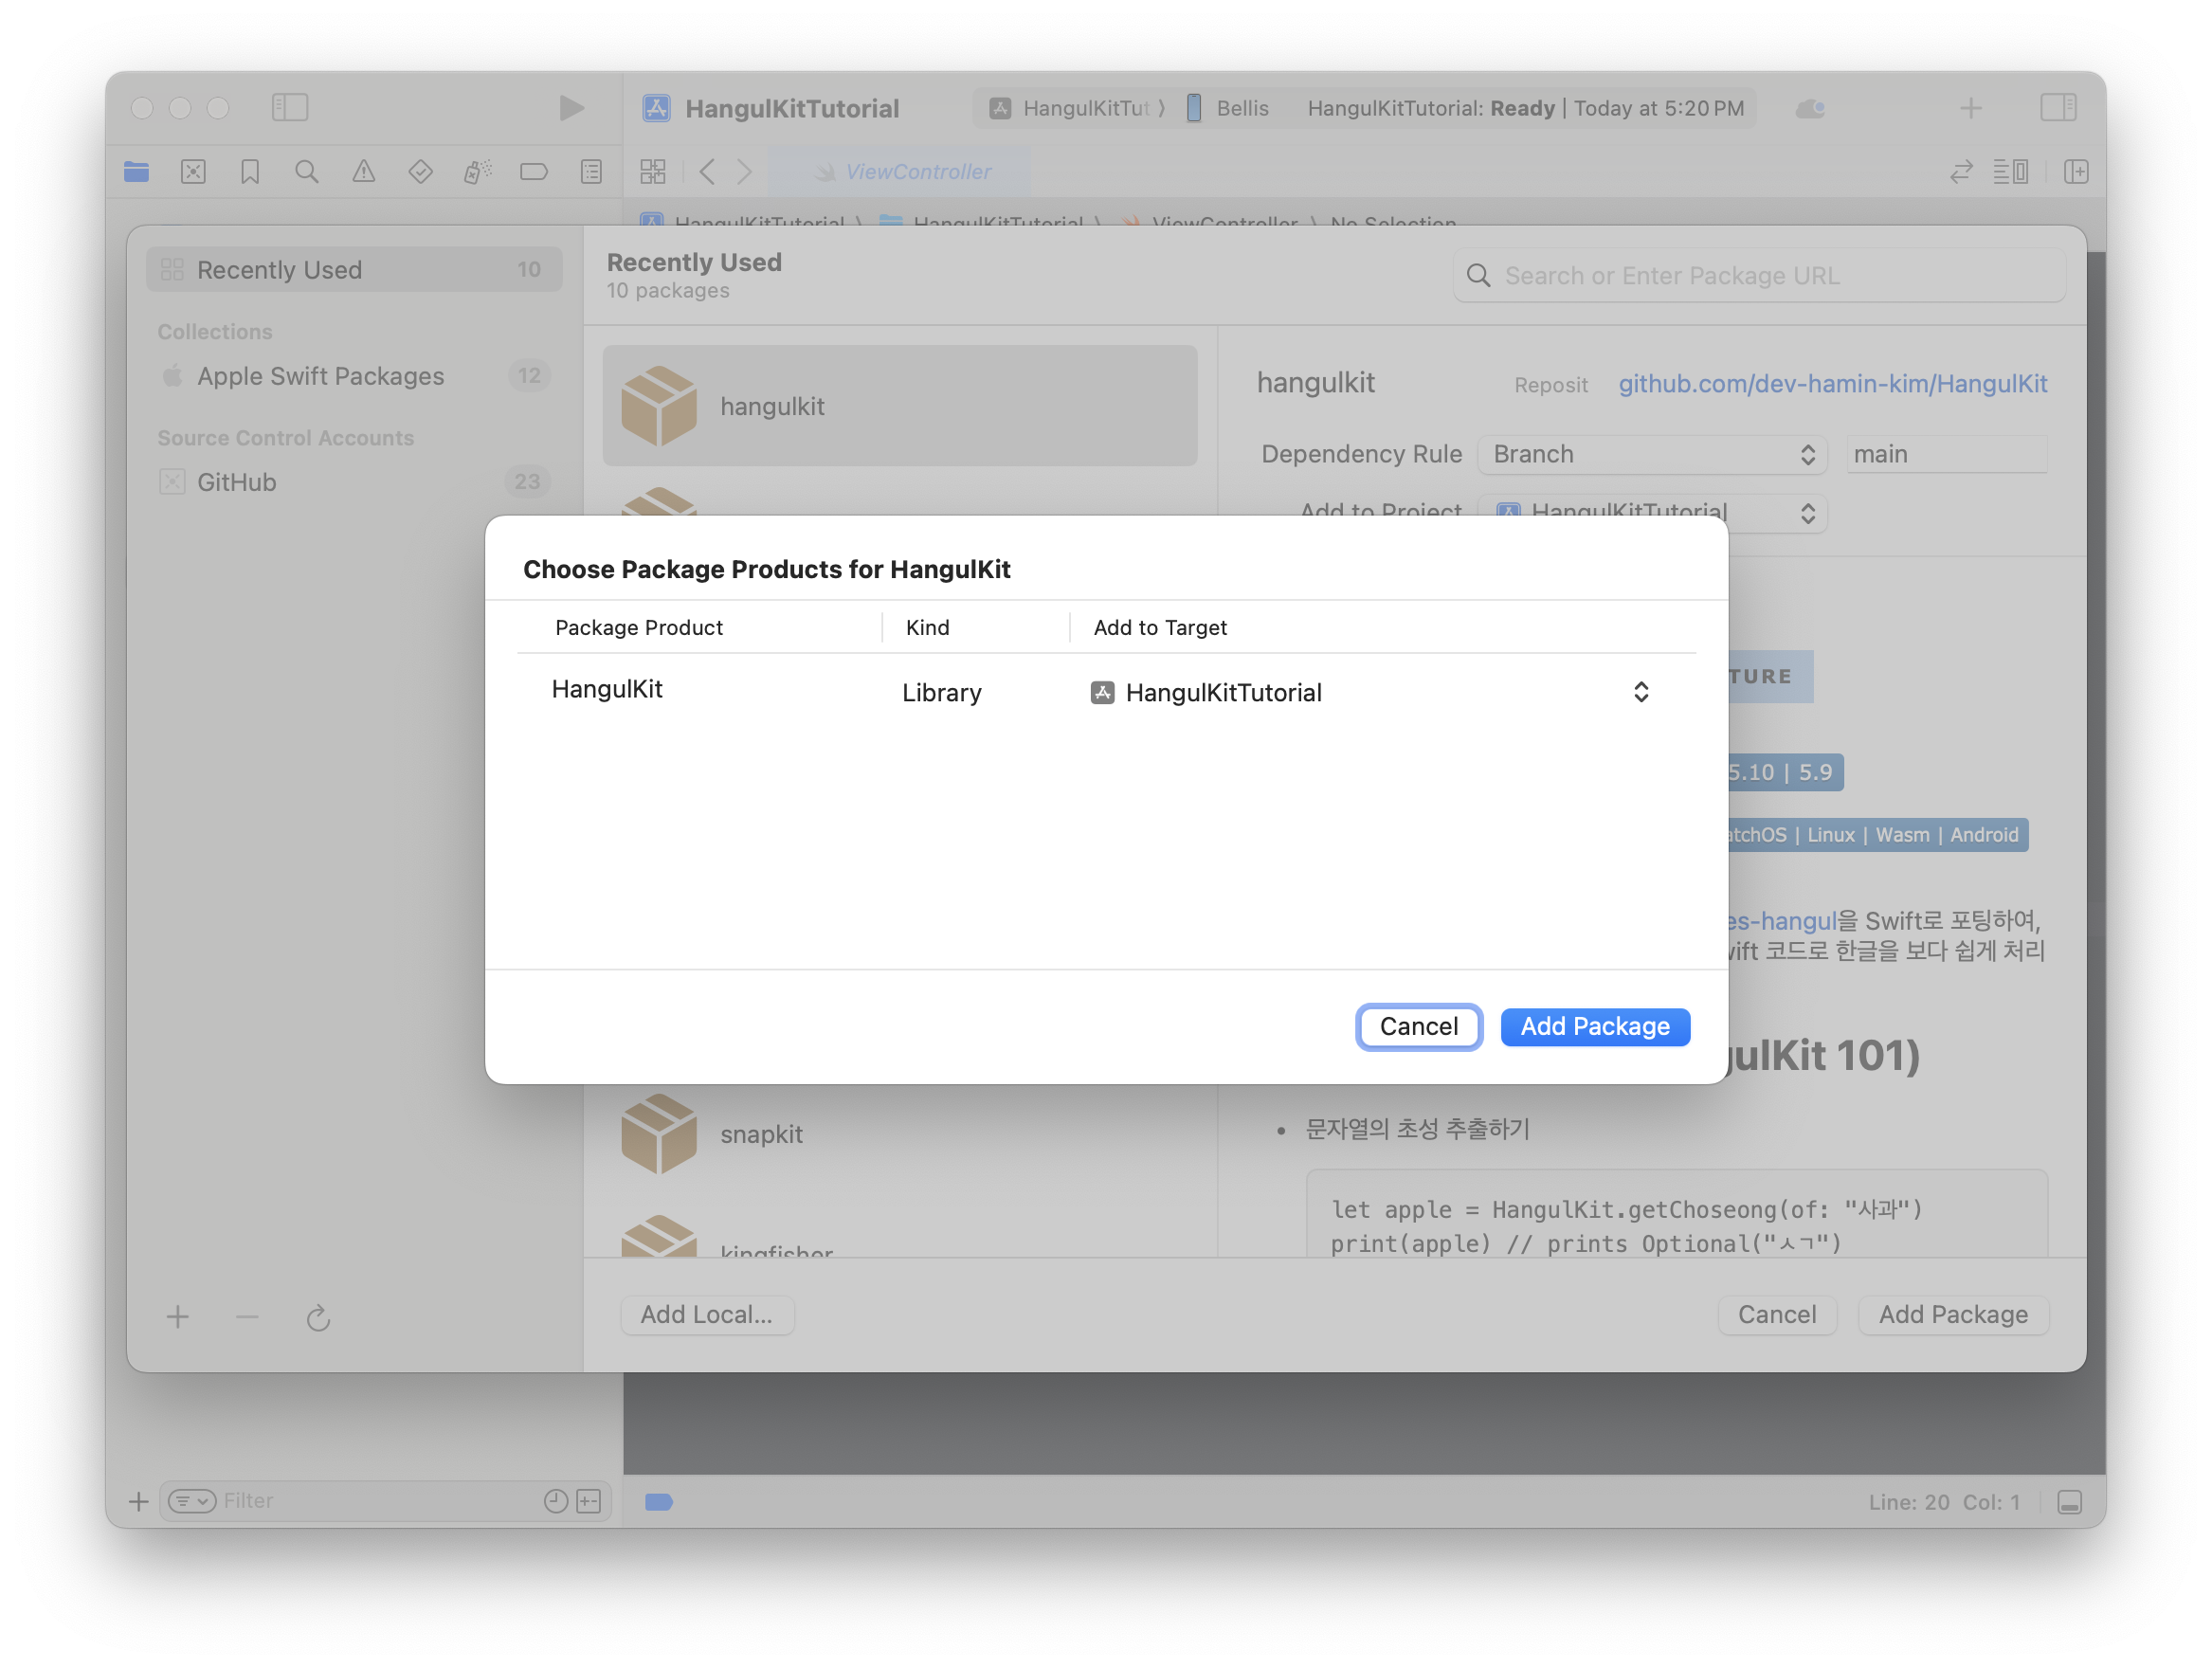 HangulKitTutorial
HangulKitTut
Bellis
HangulKitTutorial: Ready | Today at 5:20 PM
ViewController
HangulKitTutorial
HangulKitTutorial
ViewController
No Selection
Recently Used
10
Collections
Apple Swift Packages
12
Source Control Accounts
GitHub
23
Recently Used
10 packages
Search or Enter Package URL
hangulkit
hangulkit
Reposit
github.com/dev-hamin-kim/HangulKit
Dependency Rule
Branch
main
Add to Project
HangulKitTutorial
Choose Package Products for HangulKit
Package Product
Kind
Add to Target
HangulKit
Library
HangulKitTutorial
Cancel
Add Package
TURE
5.10 | 5.9
atchOS | Linux | Wasm | Android
es-hangul을 Swift로 포팅하여,
wift 코드로 한글을 보다 쉽게 처리
gulKit 101)
• 문자열의 초성 추출하기
let apple = HangulKit.getChoseong(of: "사과")
print(apple) // prints Optional("ㅅㄱ")
snapkit
kingfisher
Add Local...
Cancel
Add Package
Filter
Line: 20 Col: 1